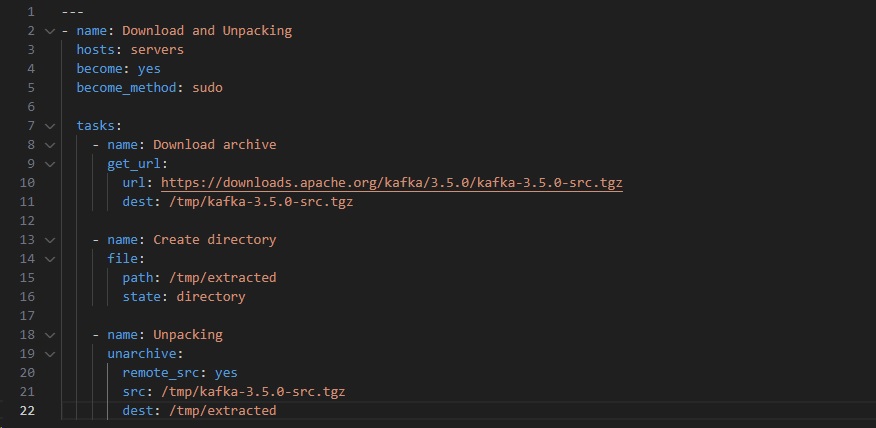 1 ---
2 - name: Download and Unpacking
3 hosts: servers
4 become: yes
5 become_method: sudo
6
7 tasks:
8 - name: Download archive
9 get_url:
10 url: https://downloads.apache.org/kafka/3.5.0/kafka-3.5.0-src.tgz
11 dest: /tmp/kafka-3.5.0-src.tgz
12
13 - name: Create directory
14 file:
15 path: /tmp/extracted
16 state: directory
17
18 - name: Unpacking
19 unarchive:
20 remote_src: yes
21 src: /tmp/kafka-3.5.0-src.tgz
22 dest: /tmp/extracted